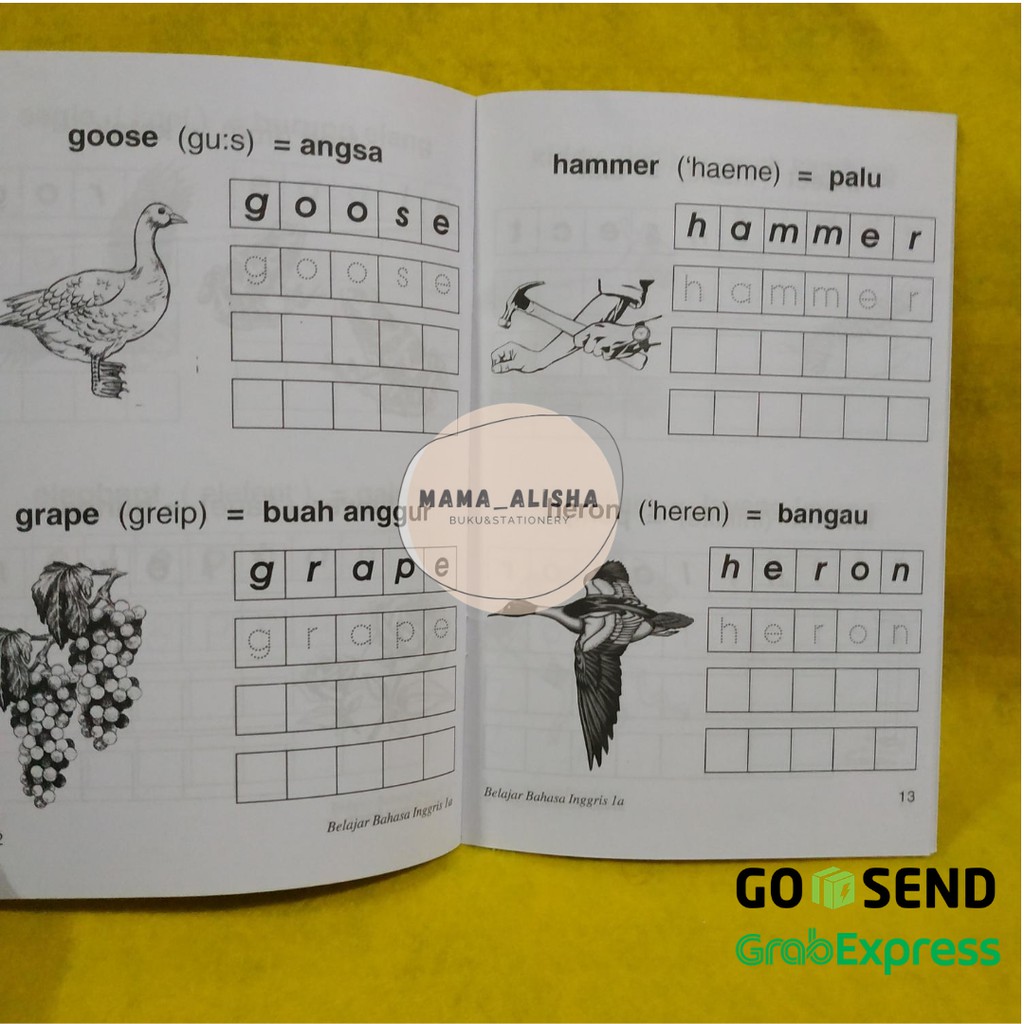 goose (gu:s) = angsa
g o o s e
g o o s e
grape (greip) = buah anggur
g r a p e
g r a p e
Belajar Bahasa Inggris 1a
2
hammer (‘haeme) = palu
h a m m e r
h a m m e r
heron (‘heren) = bangau
h e r o n
h e r o n
Belajar Bahasa Inggris 1a
13
MAMA_ALISHA
BUKU&STATIONERY
GO SEND
GrabExpress